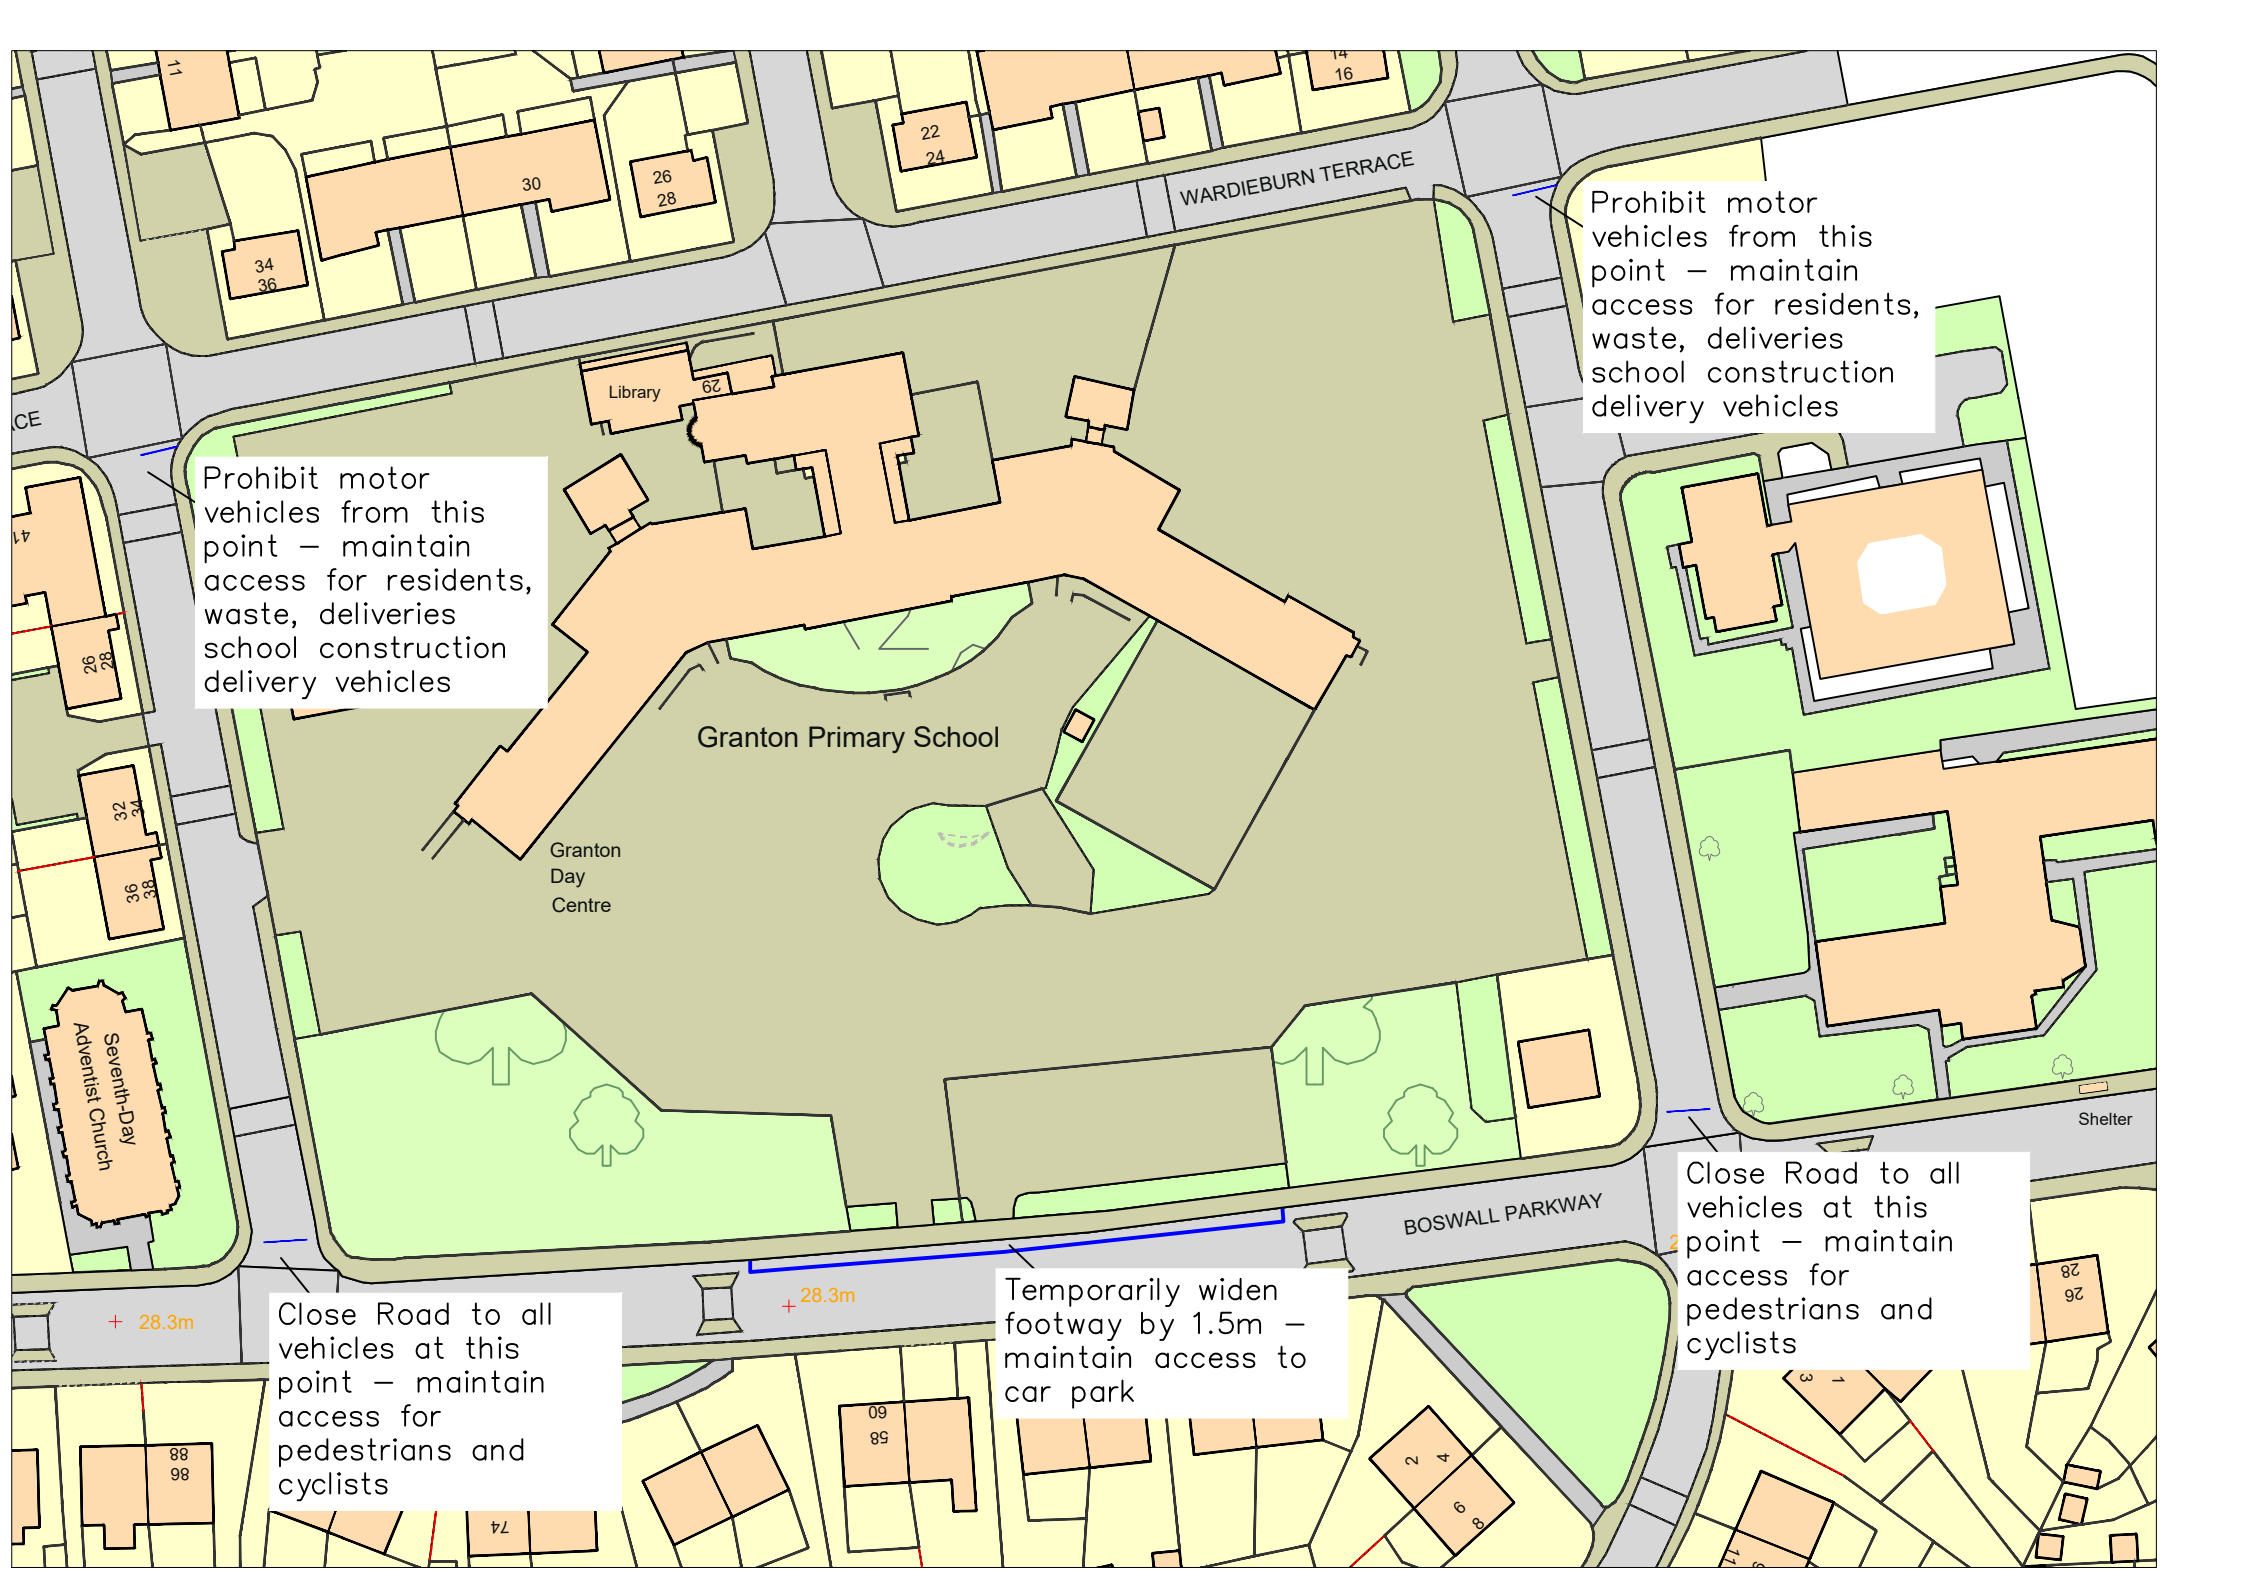 11
14
16
22
24
WARDIEBURN TERRACE
30
26
28
34
36
Prohibit motor
vehicles from this
point – maintain
access for residents,
waste, deliveries
school construction
delivery vehicles
Library
29
CE
Prohibit motor
vehicles from this
point – maintain
access for residents,
waste, deliveries
school construction
delivery vehicles
41
26
28
Granton Primary School
32
34
36
38
Granton
Day
Centre
Seventh-Day
Adventist Church
Shelter
BOSWALL PARKWAY
Close Road to all
vehicles at this
point – maintain
access for
pedestrians and
cyclists
28.3m
28.3m
Temporarily widen
footway by 1.5m –
maintain access to
car park
Close Road to all
vehicles at this
point – maintain
access for
pedestrians and
cyclists
28
26
3
1
60
58
88
86
74
2
4
6
8
11